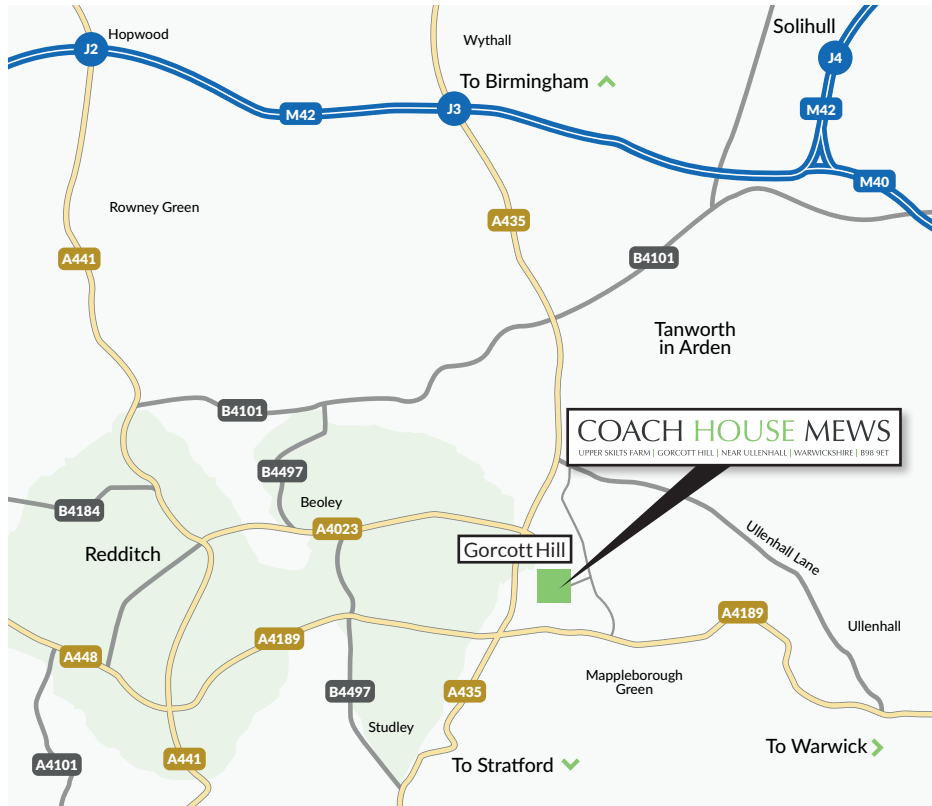 Solihull
Hopwood
Wythall
J2
J4
To Birmingham
J3
M42
M42
M40
Rowney Green
A435
A441
B4101
Tanworth
in Arden
B4101
COACH HOUSE MEWS
UPPER SKILTS FARM | GORCOTT HILL | NEAR ULLENHALL | WARWICKSHIRE | B98 9ET
B4497
Beoley
B4184
A4023
Ullenhall Lane
Redditch
Gorcott Hill
A4189
Ullenhall
A4189
A448
Mappleborough
Green
B4497
A435
Studley
To Warwick
A441
A4101
To Stratford